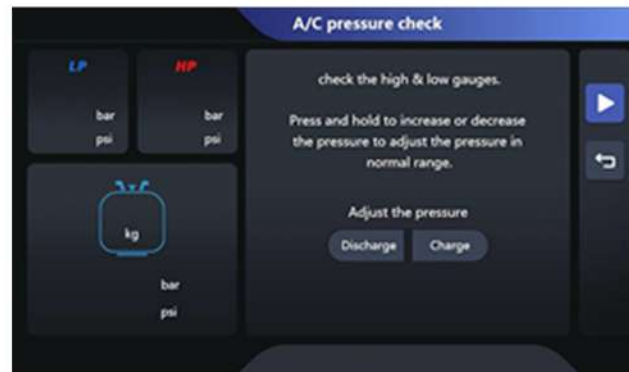 A/C pressure check
LP HP
bar bar
psi psi
check the high & low gauges.
Press and hold to increase or decrease
the pressure to adjust the pressure in
normal range.
Adjust the pressure
Discharge Charge
kg
bar
psi